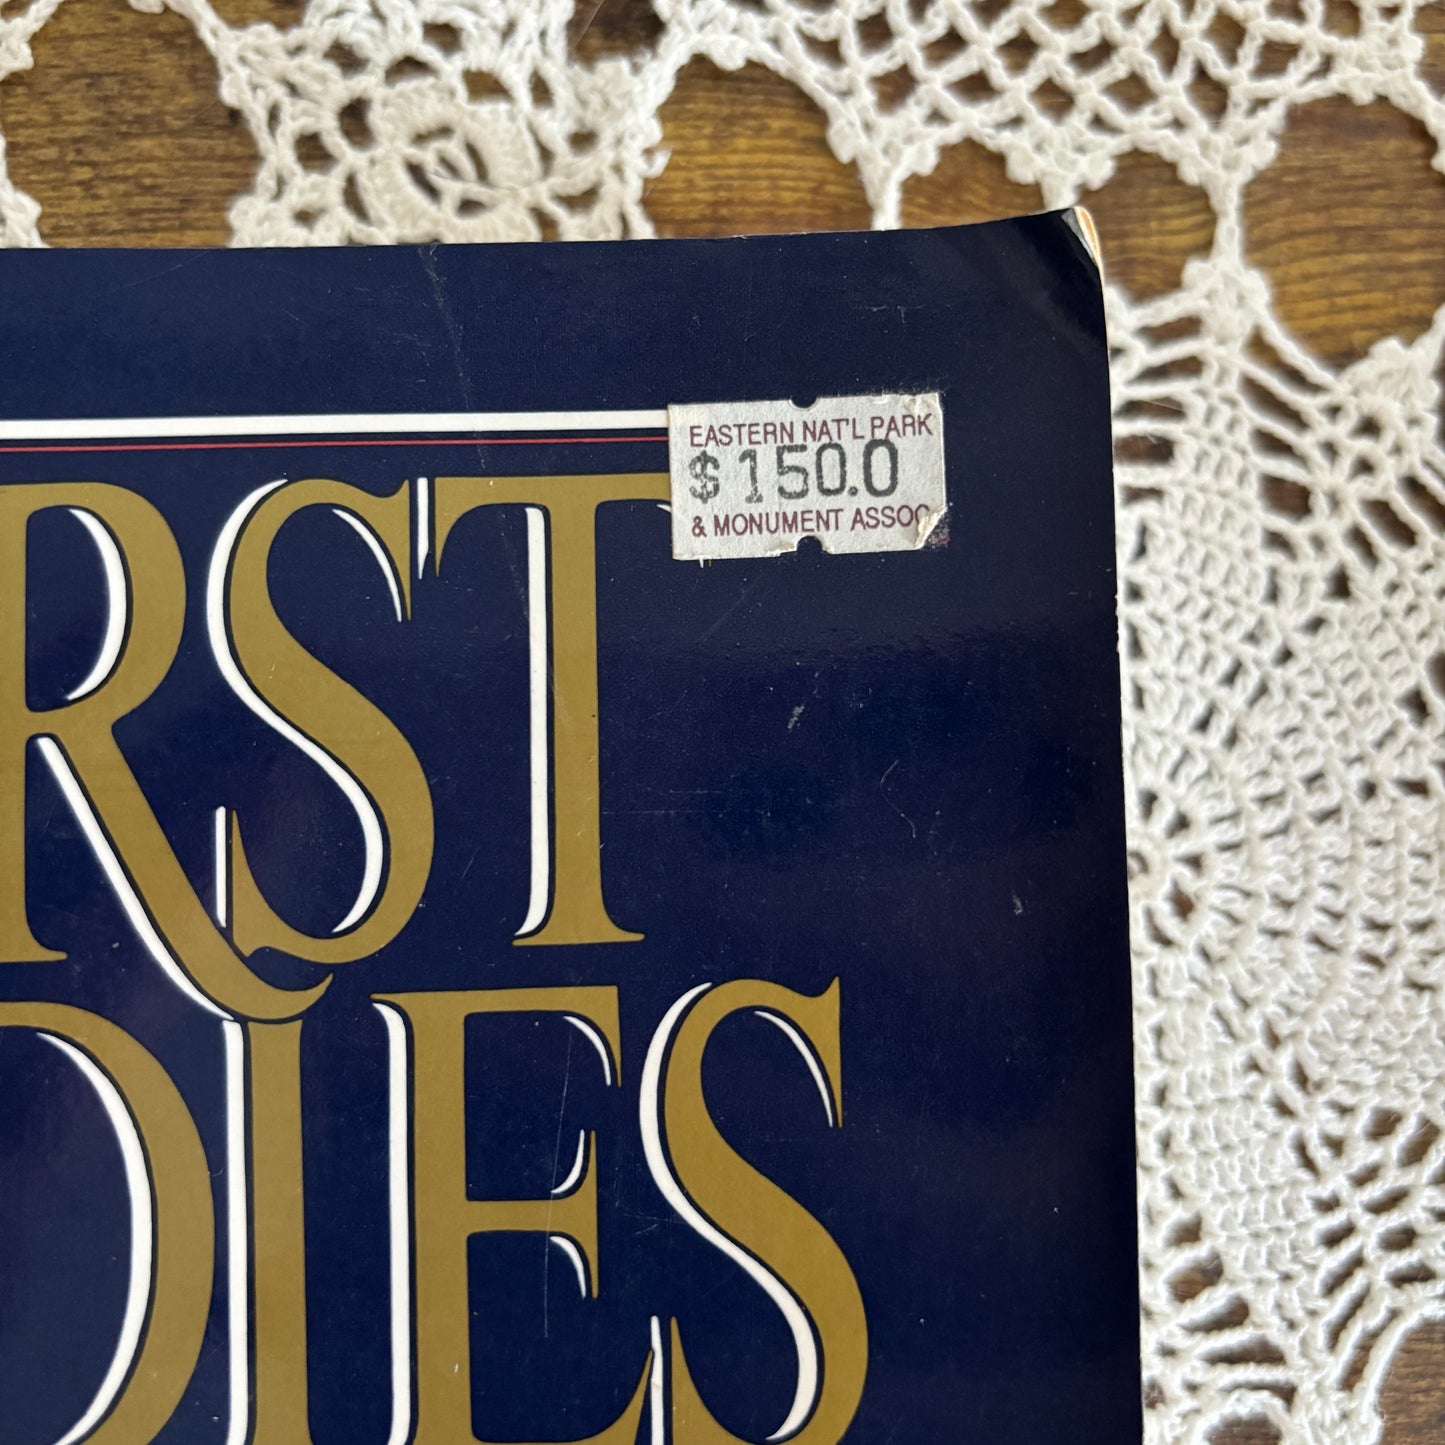 EASTERN NAT'L PARK
$150.0
& MONUMENT ASSOC
RST
DIES